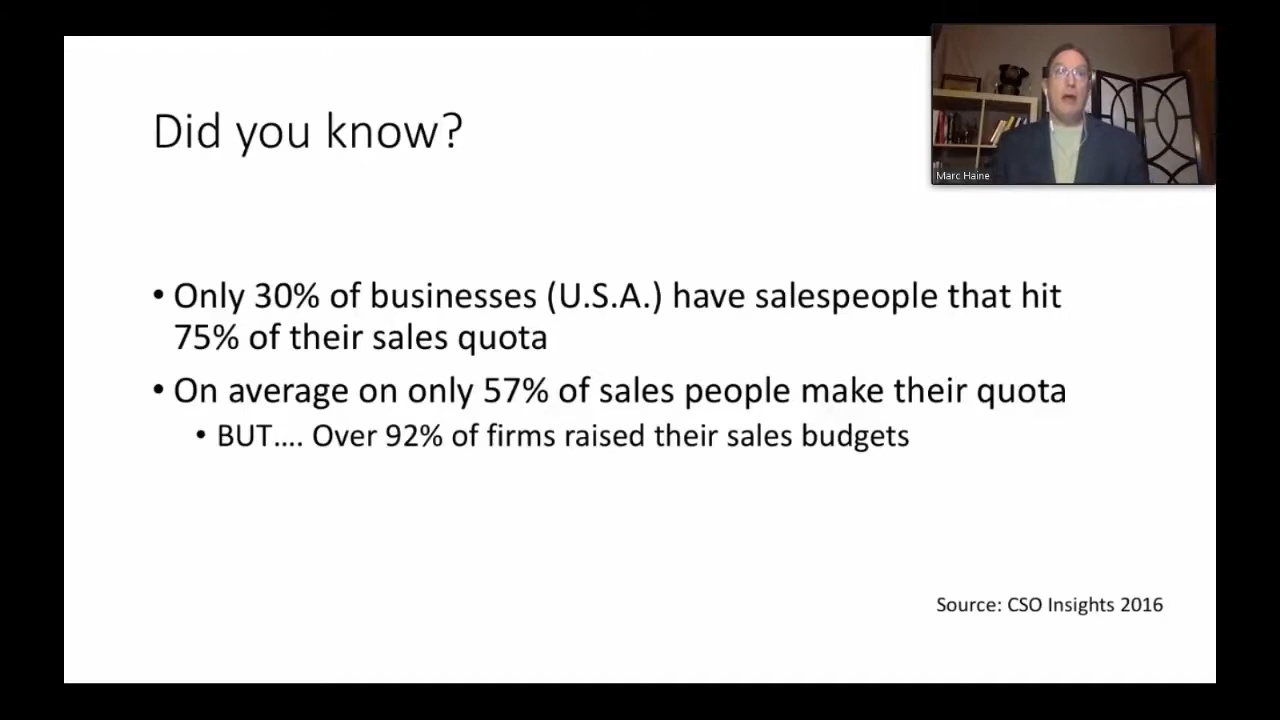 Did you know?
Marc Haine
• Only 30% of businesses (U.S.A.) have salespeople that hit
75% of their sales quota
• On average on only 57% of sales people make their quota
• BUT.... Over 92% of firms raised their sales budgets
Source: CSO Insights 2016